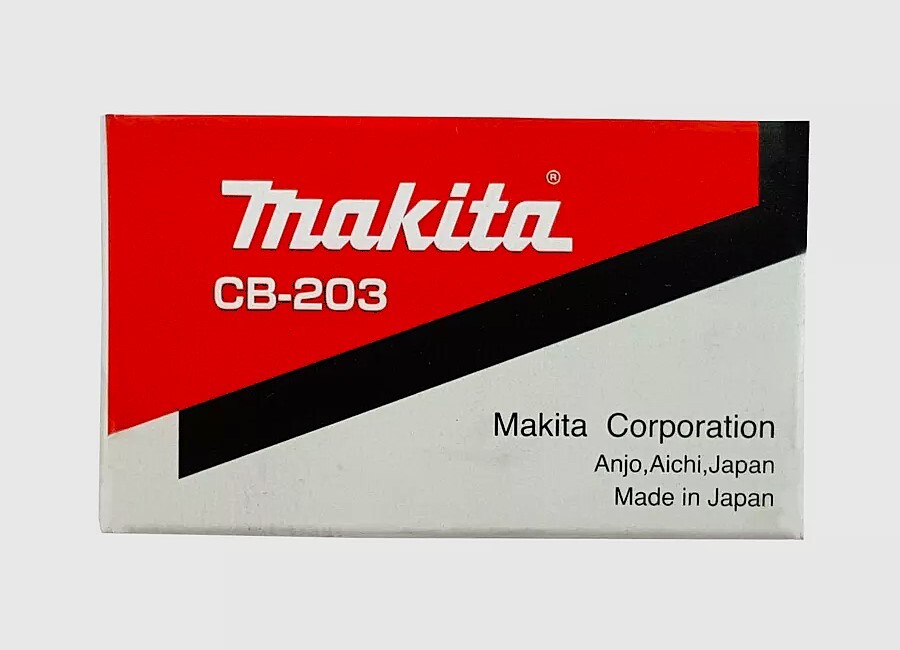 makita®
CB-203
Makita Corporation
Anjo,Aichi,Japan
Made in Japan